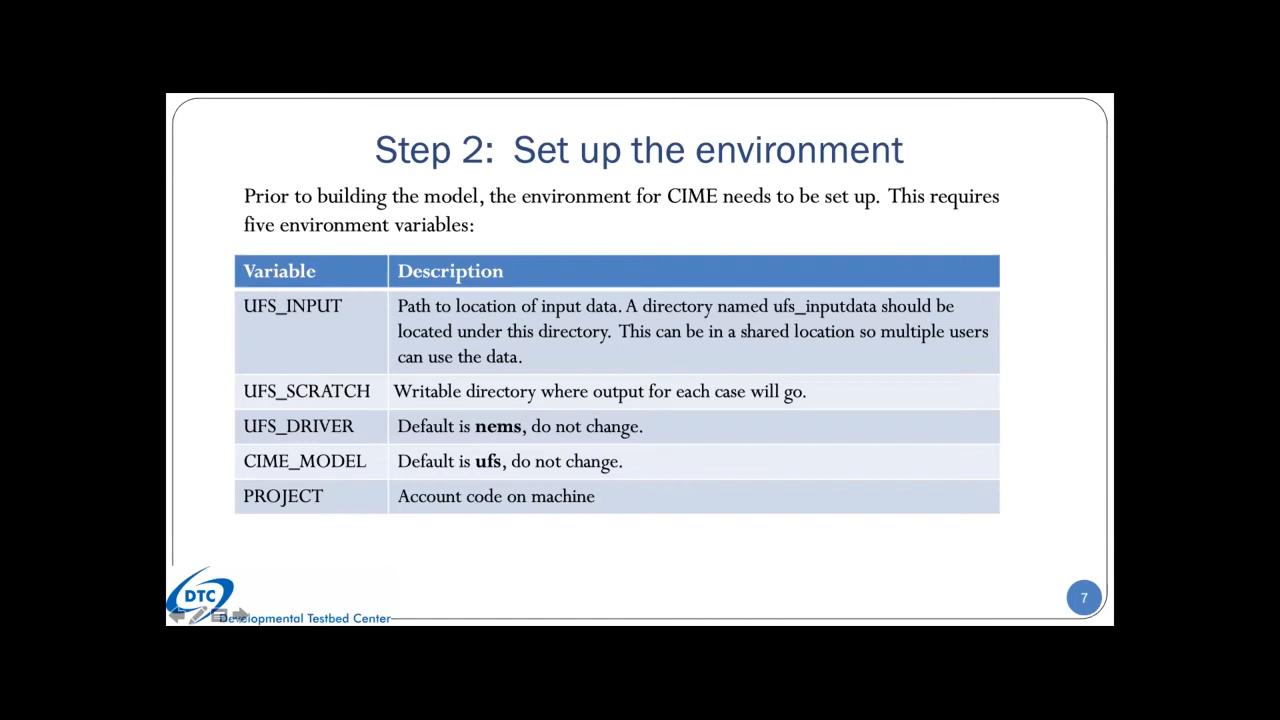 Step 2: Set up the environment
Prior to building the model, the environment for CIME needs to be set up. This requires
five environment variables:
Variable Description
UFS_INPUT Path to location of input data. A directory named ufs_inputdata should be
located under this directory. This can be in a shared location so multiple users
can use the data.
UFS_SCRATCH Writable directory where output for each case will go.
UFS_DRIVER Default is nems, do not change.
CIME_MODEL Default is ufs, do not change.
PROJECT Account code on machine
DTC
Developmental Testbed Center
7